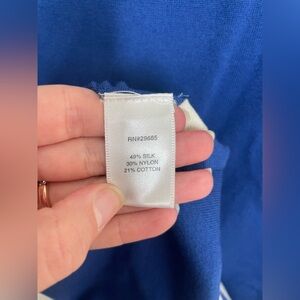 RN#29685
49% SILK
30% NYLON
21% COTTON